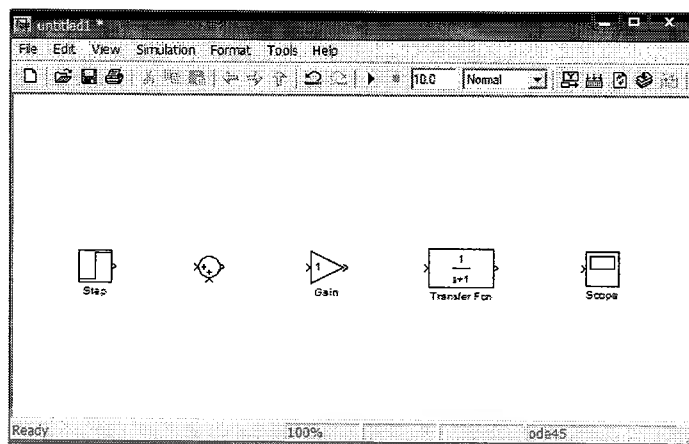 untitled1 *
File Edit View Simulation Format Tools Help
10.0 Normal
1
1
s+1
Step
Gain
Transfer Fcn
Scope
Ready 100% ode45